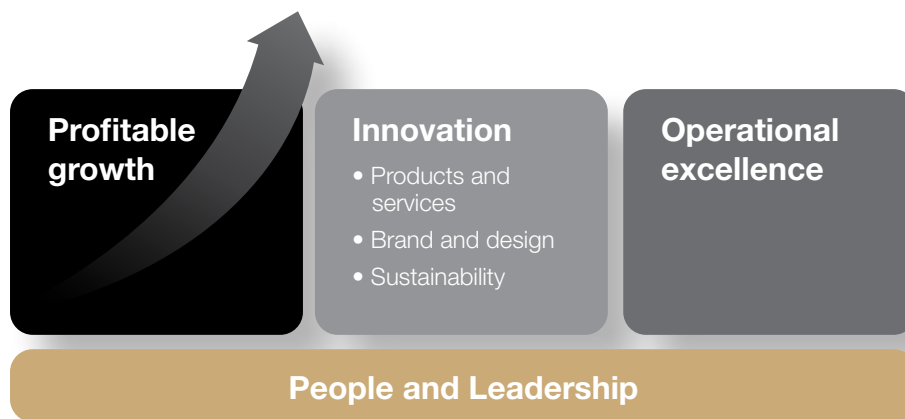 Profitable
growth
Innovation
• Products and
services
• Brand and design
• Sustainability
Operational
excellence
People and Leadership